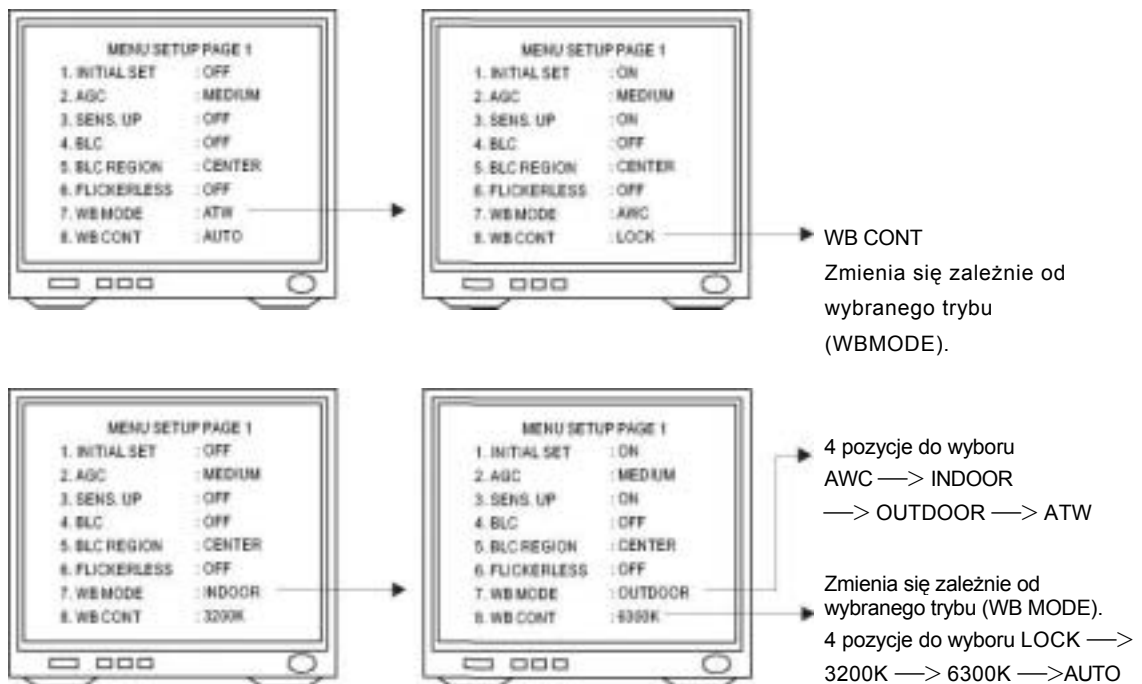 MENU SETUP PAGE 1
1. INITIAL SET : OFF
2. AGC : MEDIUM
3. SENS. UP : OFF
4. BLC : OFF
5. BLC REGION : CENTER
6. FLICKERLESS : OFF
7. WB MODE : ATW
8. WB CONT : AUTO
MENU SETUP PAGE 1
1. INITIAL SET : ON
2. AGC : MEDIUM
3. SENS. UP : ON
4. BLC : OFF
5. BLC REGION : CENTER
6. FLICKERLESS : OFF
7. WB MODE : AWC
8. WB CONT : LOCK
WB CONT
Zmienia się zależnie od
wybranego trybu
(WBMODE).
MENU SETUP PAGE 1
1. INITIAL SET : OFF
2. AGC : MEDIUM
3. SENS. UP : OFF
4. BLC : OFF
5. BLC REGION : CENTER
6. FLICKERLESS : OFF
7. WB MODE : INDOOR
8. WB CONT : 3200K
MENU SETUP PAGE 1
1. INITIAL SET : ON
2. AGC : MEDIUM
3. SENS. UP : ON
4. BLC : OFF
5. BLC REGION : CENTER
6. FLICKERLESS : OFF
7. WB MODE : OUTDOOR
8. WB CONT : 6300K
4 pozycje do wyboru
AWC —> INDOOR
—> OUTDOOR —> ATW
Zmienia się zależnie od
wybranego trybu (WB MODE).
4 pozycje do wyboru LOCK —>
3200K —> 6300K —>AUTO